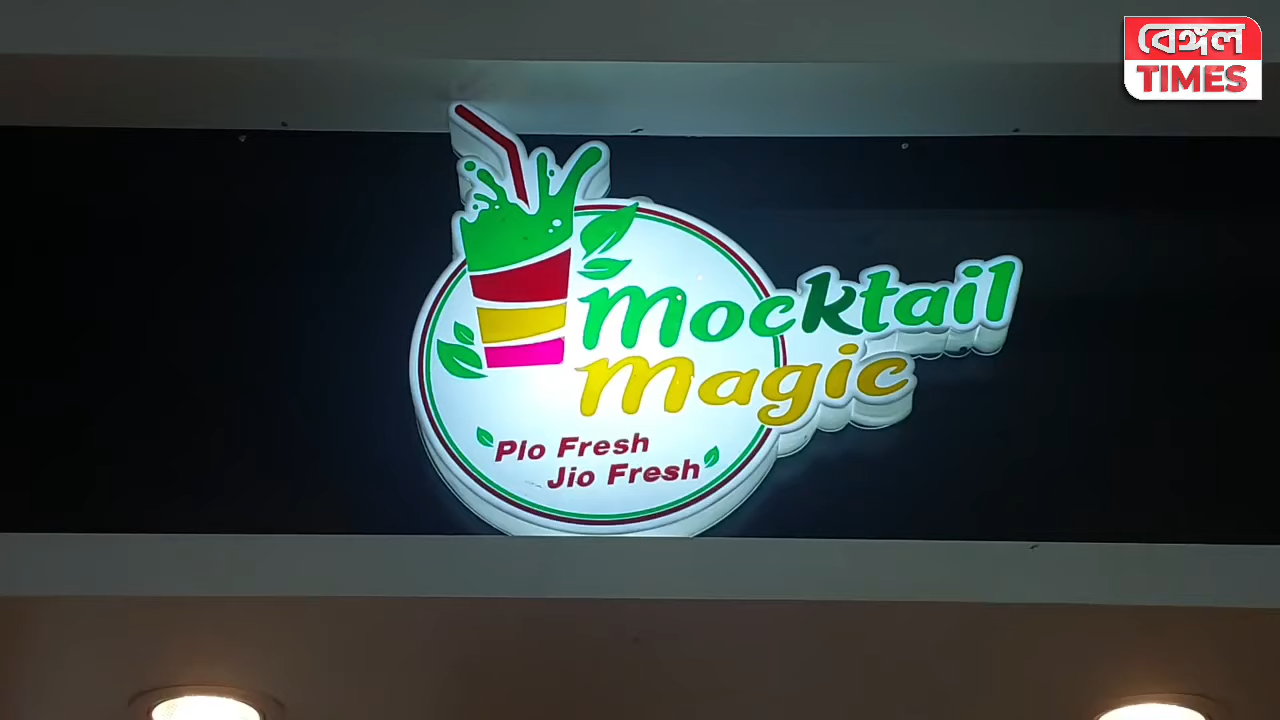 বেঙ্গল
TIMES
Mocktail
Magic
Pio Fresh
Jio Fresh